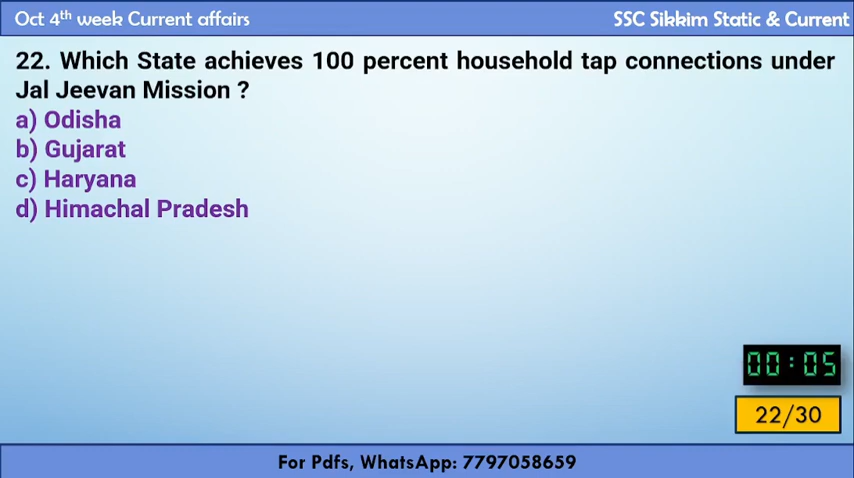 Oct 4th week Current affairs
SSC Sikkim Static & Current
22. Which State achieves 100 percent household tap connections under
Jal Jeevan Mission ?
a) Odisha
b) Gujarat
c) Haryana
d) Himachal Pradesh
00:05
22/30
For Pdfs, WhatsApp: 7797058659